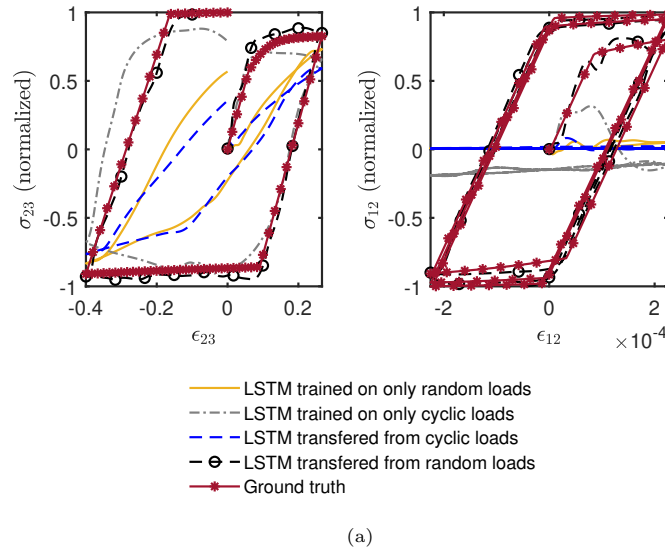 1
0.5
0
-0.5
-1
σ23 (normalized)
-0.4
-0.2
0
0.2
ϵ23
1
0.5
0
-0.5
-1
σ12 (normalized)
-2
0
2
ϵ12
×10-4
LSTM trained on only random loads
LSTM trained on only cyclic loads
LSTM transfered from cyclic loads
LSTM transfered from random loads
Ground truth
(a)